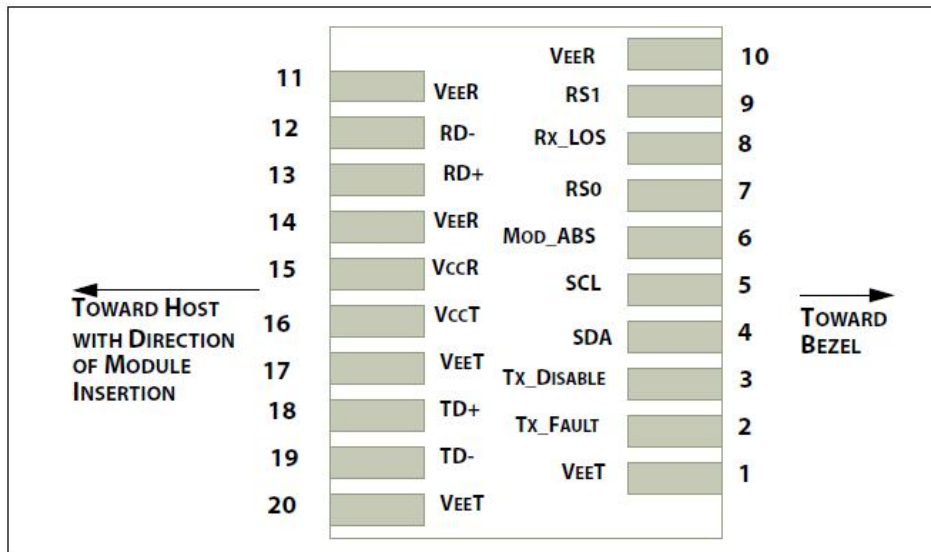 11 VEER
12 RD-
13 RD+
14 VEER
15 VCCR
16 VCCT
17 VEET
18 TD+
19 TD-
20 VEET
TOWARD HOST
WITH DIRECTION
OF MODULE
INSERTION
VEER 10
RS1 9
RX_LOS 8
RS0 7
MOD_ABS 6
SCL 5
SDA 4
TX_DISABLE 3
TX_FAULT 2
VEET 1
TOWARD
BEZEL